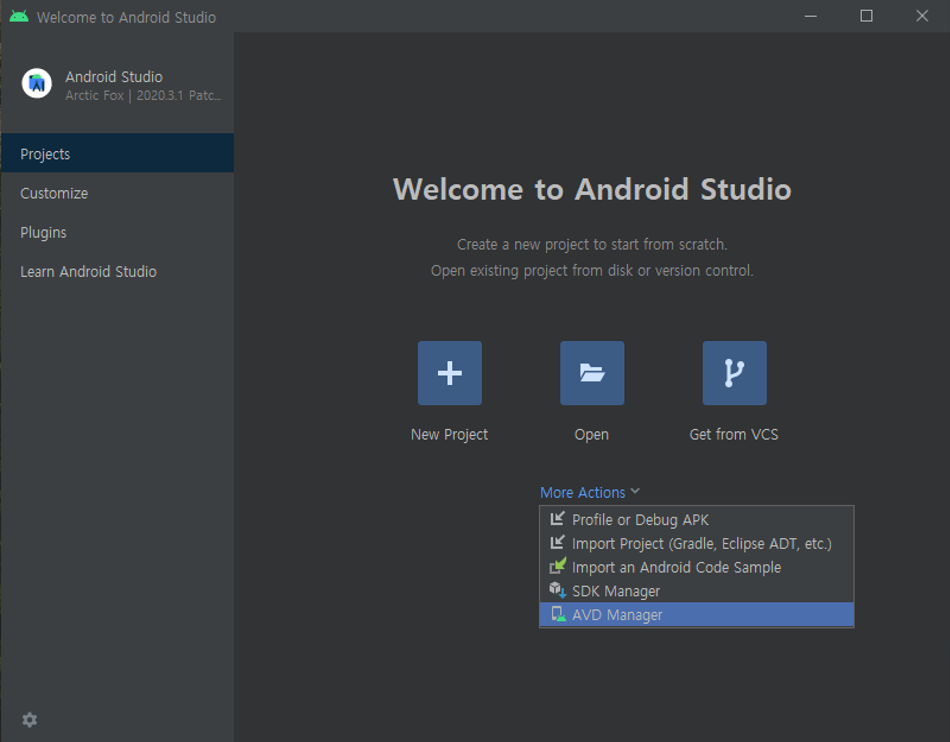 Welcome to Android Studio
Android Studio
Arctic Fox | 2020.3.1 Patc...
Projects
Customize
Plugins
Learn Android Studio
Welcome to Android Studio
Create a new project to start from scratch.
Open existing project from disk or version control.
New Project
Open
Get from VCS
More Actions
Profile or Debug APK
Import Project (Gradle, Eclipse ADT, etc.)
Import an Android Code Sample
SDK Manager
AVD Manager